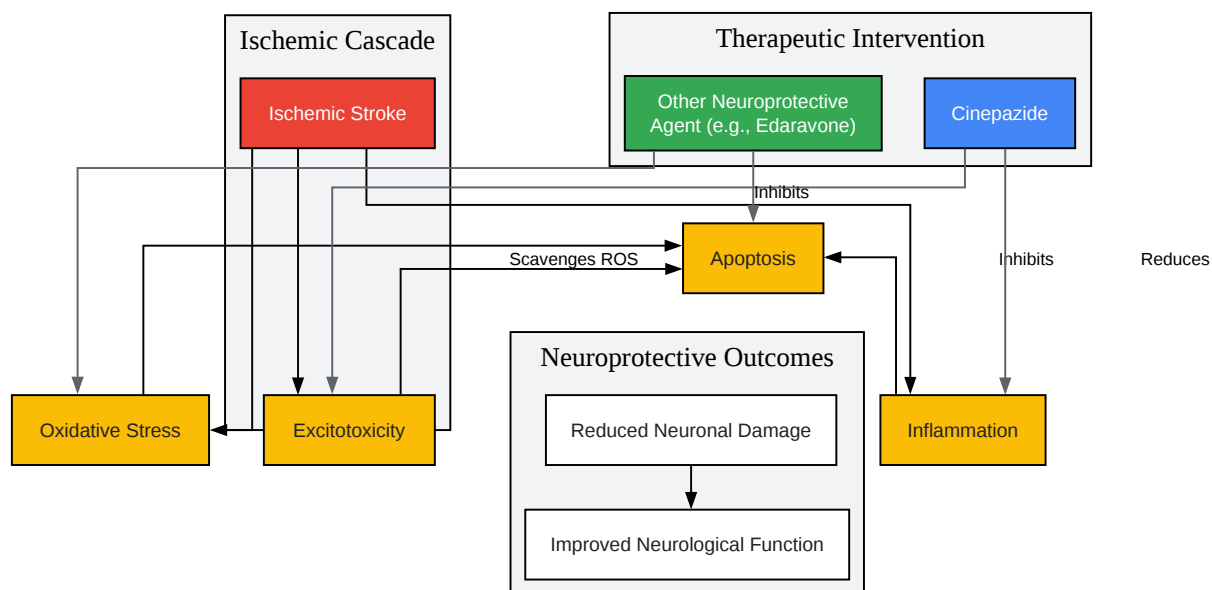 Ischemic Cascade
Therapeutic Intervention
Ischemic Stroke
Other Neuroprotective
Agent (e.g., Edaravone)
Cinepazide
Inhibits
Apoptosis
Scavenges ROS
Inhibits
Reduces
Neuroprotective Outcomes
Oxidative Stress
Excitotoxicity
Reduced Neuronal Damage
Inflammation
Improved Neurological Function